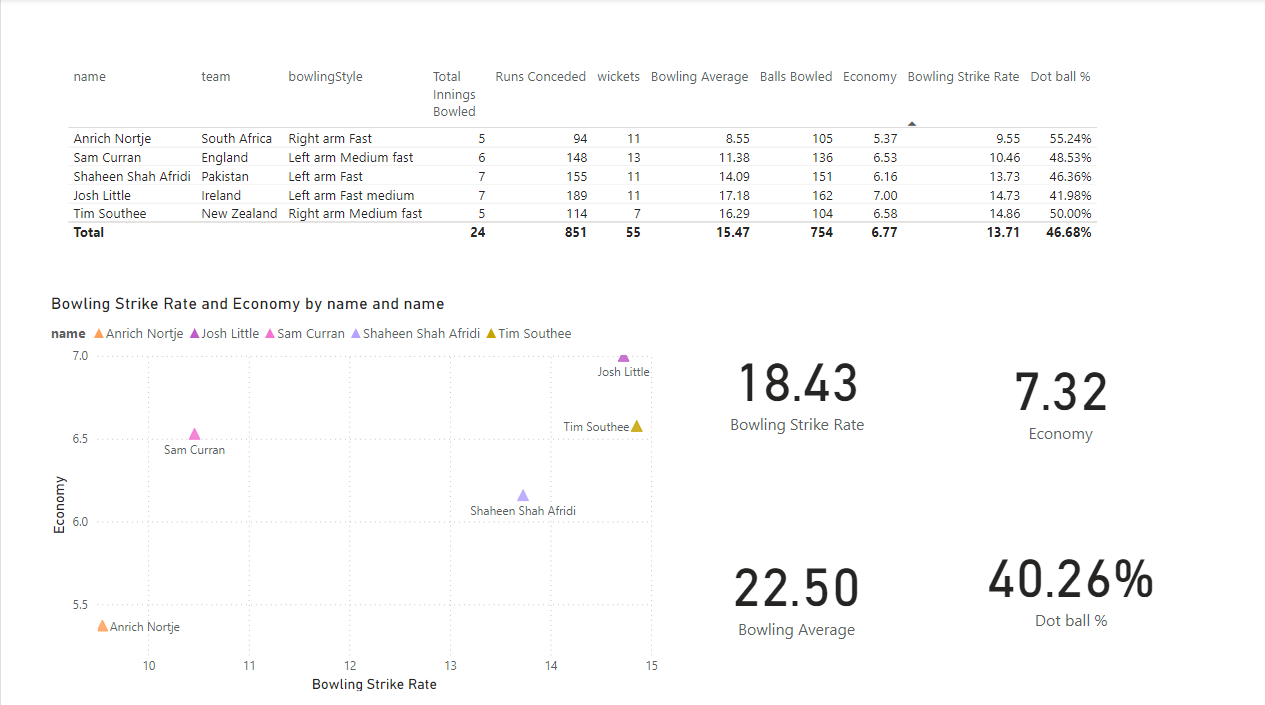 name team bowlingStyle Total Innings Bowled Runs Conceded wickets Bowling Average Balls Bowled Economy Bowling Strike Rate Dot ball %
Anrich Nortje South Africa Right arm Fast 5 94 11 8.55 105 5.37 9.55 55.24%
Sam Curran England Left arm Medium fast 6 148 13 11.38 136 6.53 10.46 48.53%
Shaheen Shah Afridi Pakistan Left arm Fast 7 155 11 14.09 151 6.16 13.73 46.36%
Josh Little Ireland Left arm Fast medium 7 189 11 17.18 162 7.00 14.73 41.98%
Tim Southee New Zealand Right arm Medium fast 5 114 7 16.29 104 6.58 14.86 50.00%
Total 24 851 55 15.47 754 6.77 13.71 46.68%
Bowling Strike Rate and Economy by name and name
name Anrich Nortje Josh Little Sam Curran Shaheen Shah Afridi Tim Southee
7.0
Josh Little
Tim Southee
6.5
Sam Curran
Shaheen Shah Afridi
6.0
5.5
Anrich Nortje
Economy
10 11 12 13 14 15
Bowling Strike Rate
18.43
Bowling Strike Rate
7.32
Economy
22.50
Bowling Average
40.26%
Dot ball %